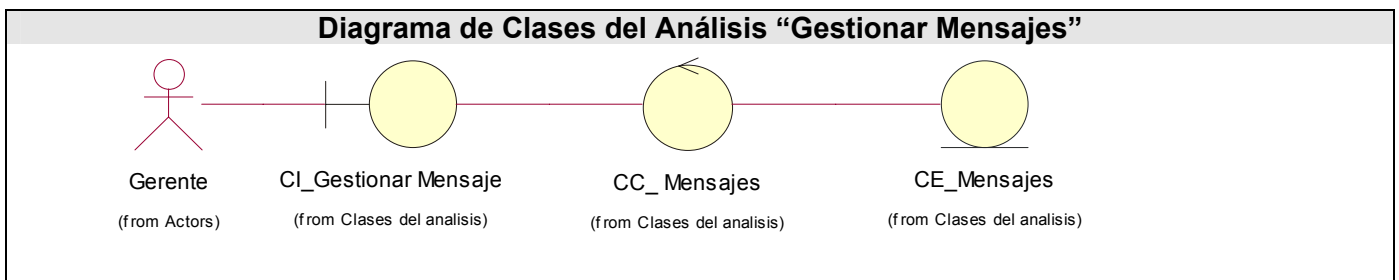 Diagrama de Clases del Análisis “Gestionar Mensajes”
Gerente
(from Actors)
CI_Gestionar Mensaje
(from Clases del analisis)
CC_ Mensajes
(from Clases del analisis)
CE_Mensajes
(from Clases del analisis)